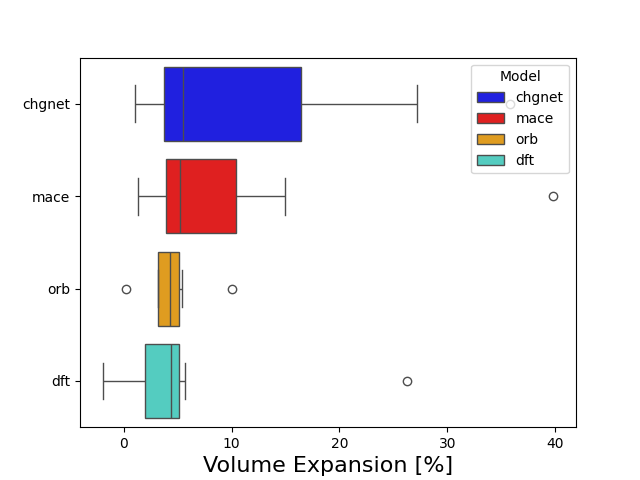 chgnet
mace
orb
dft
Model
chgnet
mace
orb
dft
0 10 20 30 40
Volume Expansion [%]